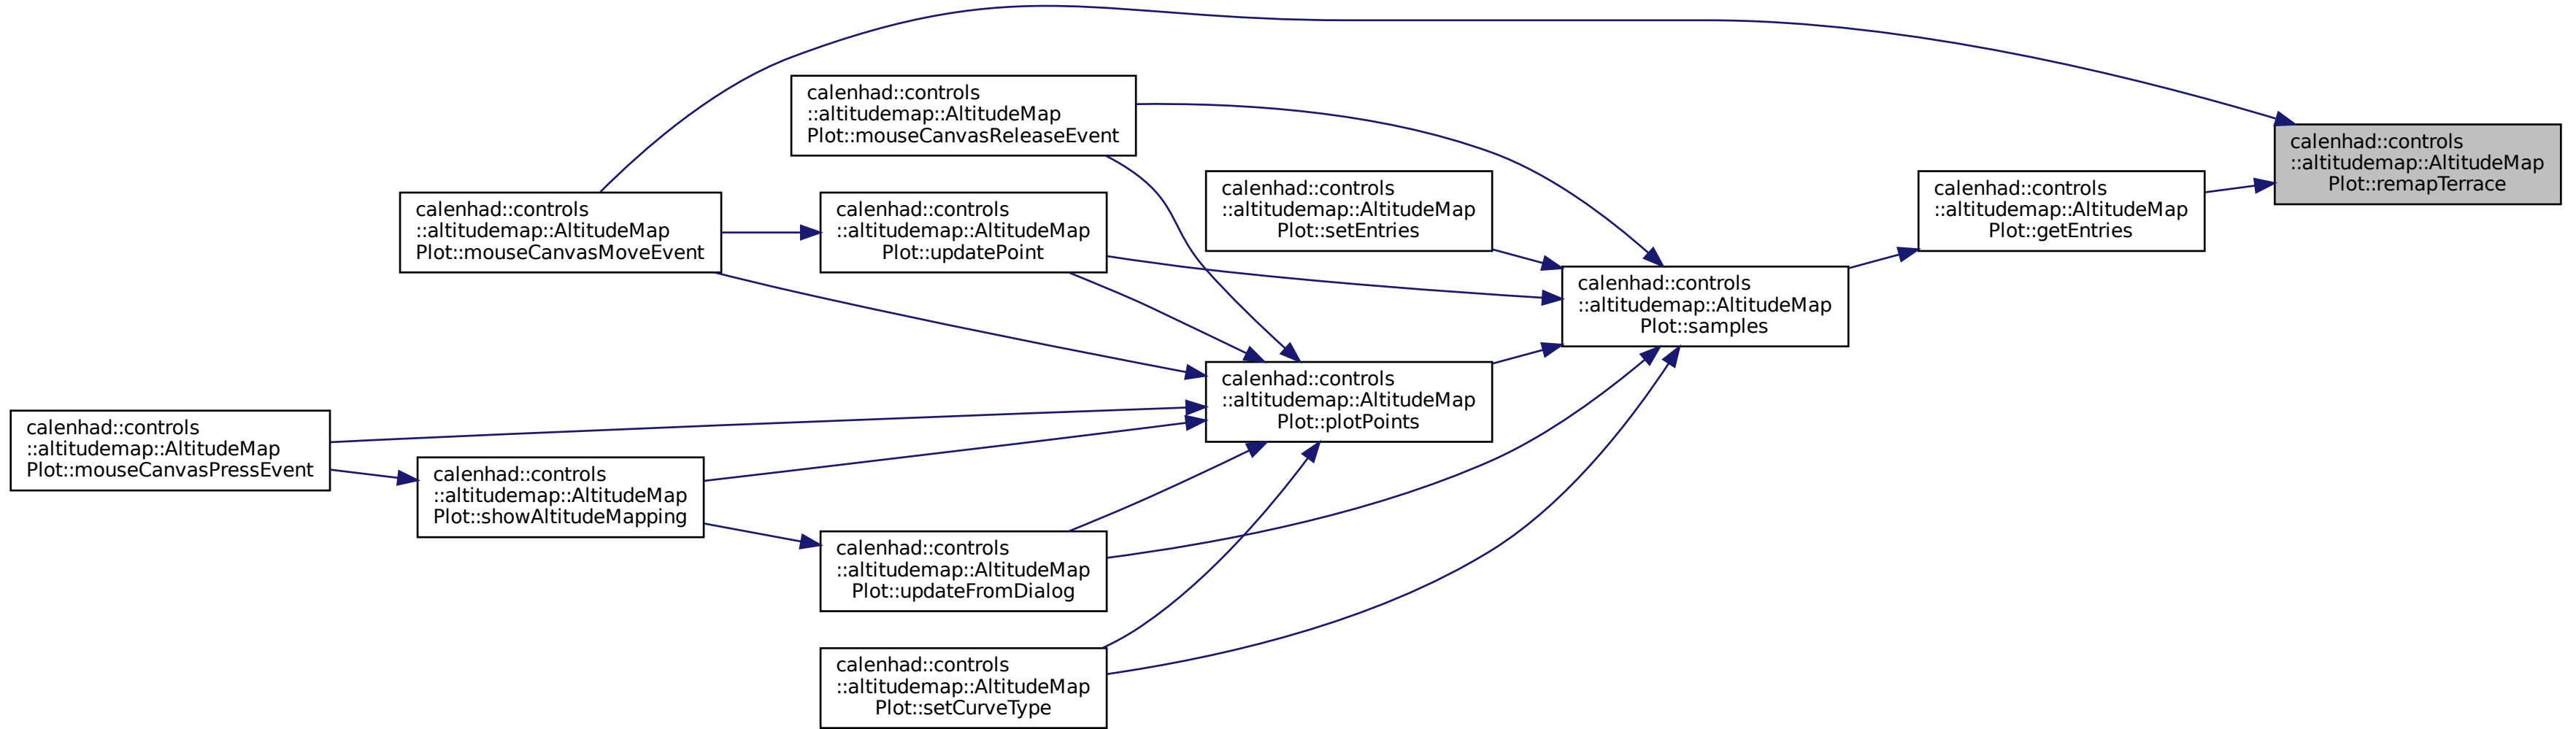 calenhad::controls
::altitudemap::AltitudeMap
Plot::mouseCanvasReleaseEvent
calenhad::controls
::altitudemap::AltitudeMap
Plot::remapTerrace
calenhad::controls
::altitudemap::AltitudeMap
Plot::setEntries
calenhad::controls
::altitudemap::AltitudeMap
Plot::getEntries
calenhad::controls
::altitudemap::AltitudeMap
Plot::mouseCanvasMoveEvent
calenhad::controls
::altitudemap::AltitudeMap
Plot::updatePoint
calenhad::controls
::altitudemap::AltitudeMap
Plot::samples
calenhad::controls
::altitudemap::AltitudeMap
Plot::plotPoints
calenhad::controls
::altitudemap::AltitudeMap
Plot::mouseCanvasPressEvent
calenhad::controls
::altitudemap::AltitudeMap
Plot::showAltitudeMapping
calenhad::controls
::altitudemap::AltitudeMap
Plot::updateFromDialog
calenhad::controls
::altitudemap::AltitudeMap
Plot::setCurveType